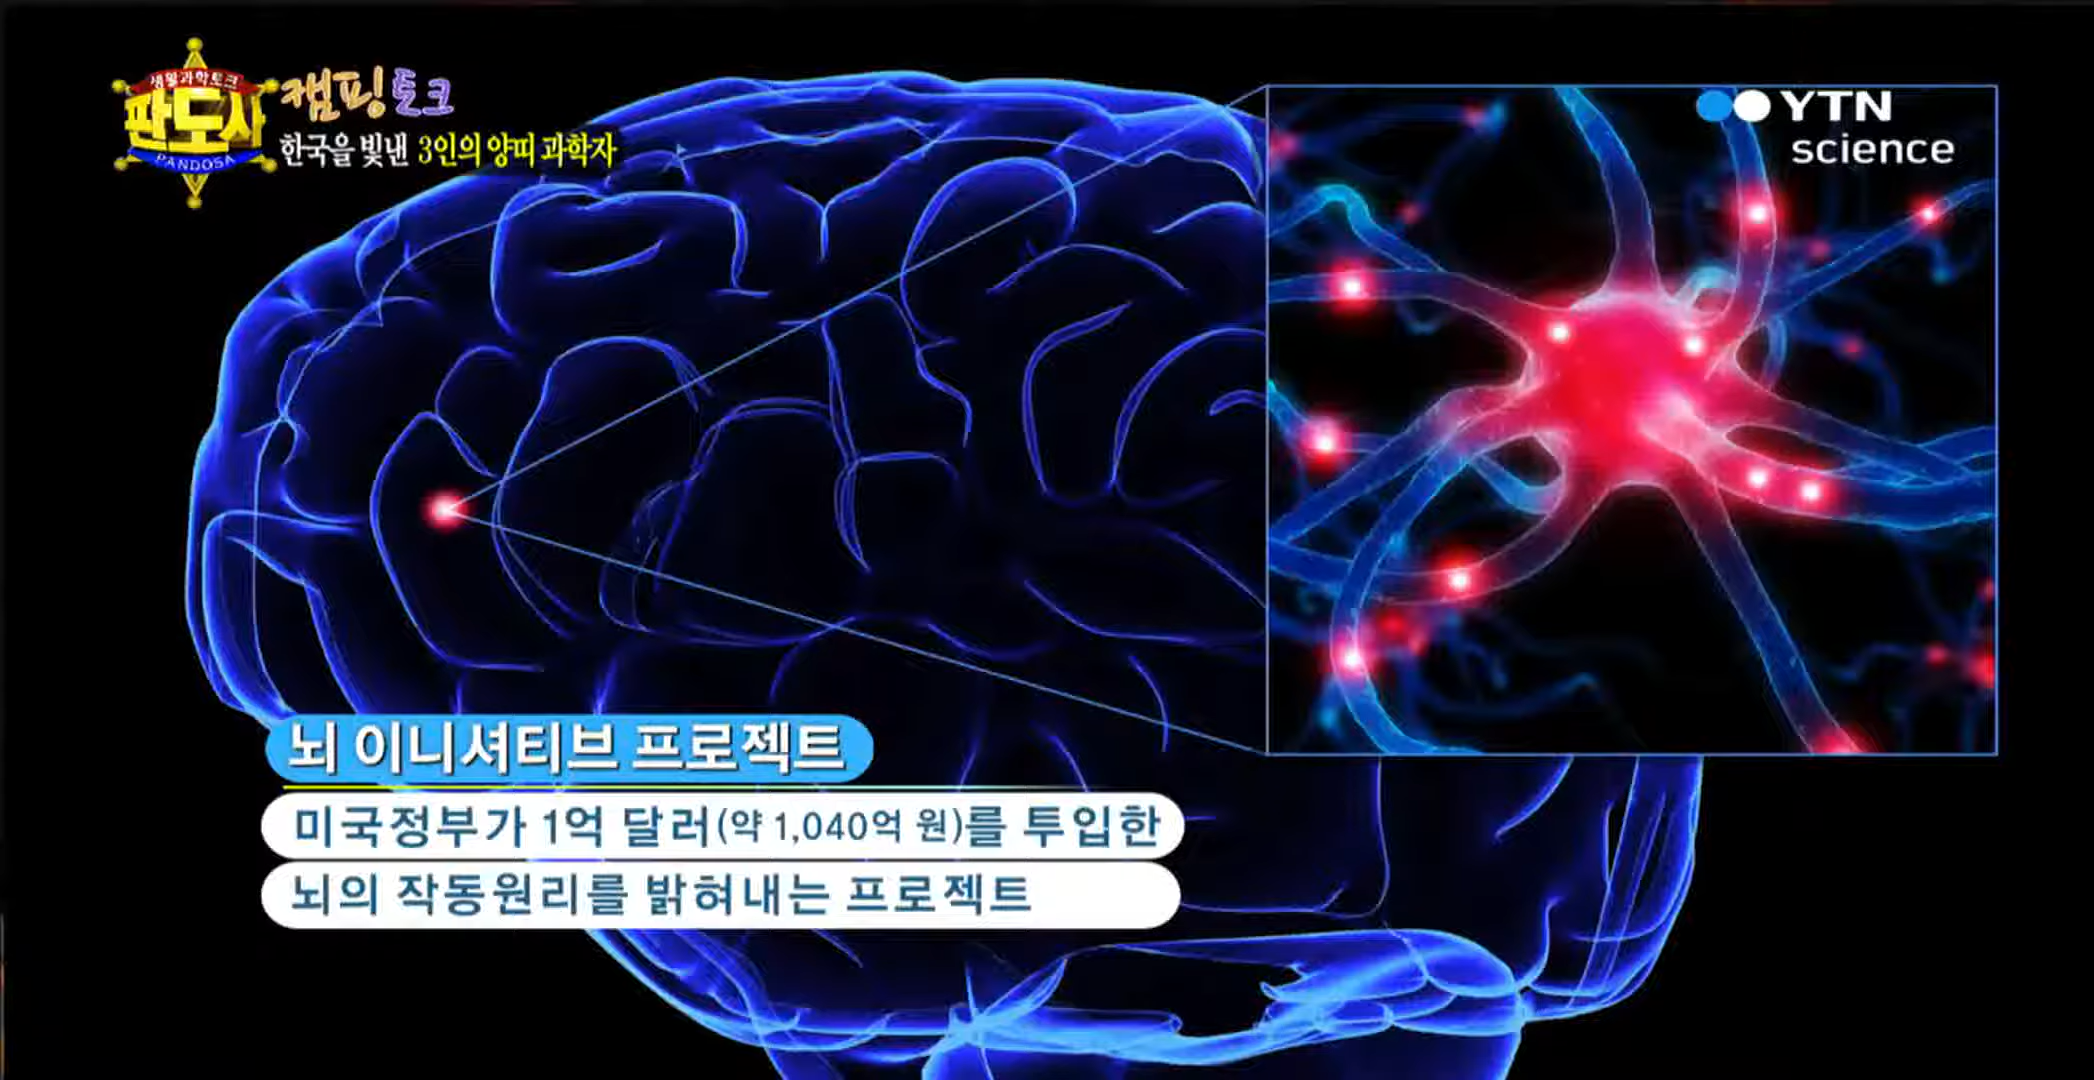 생활과학토크
판도사
PANDOSA
캠핑토크
한국을 빛낸 3인의 양띠 과학자
YTN
science
뇌 이니셔티브 프로젝트
미국정부가 1억 달러(약 1,040억 원)를 투입한
뇌의 작동원리를 밝혀내는 프로젝트